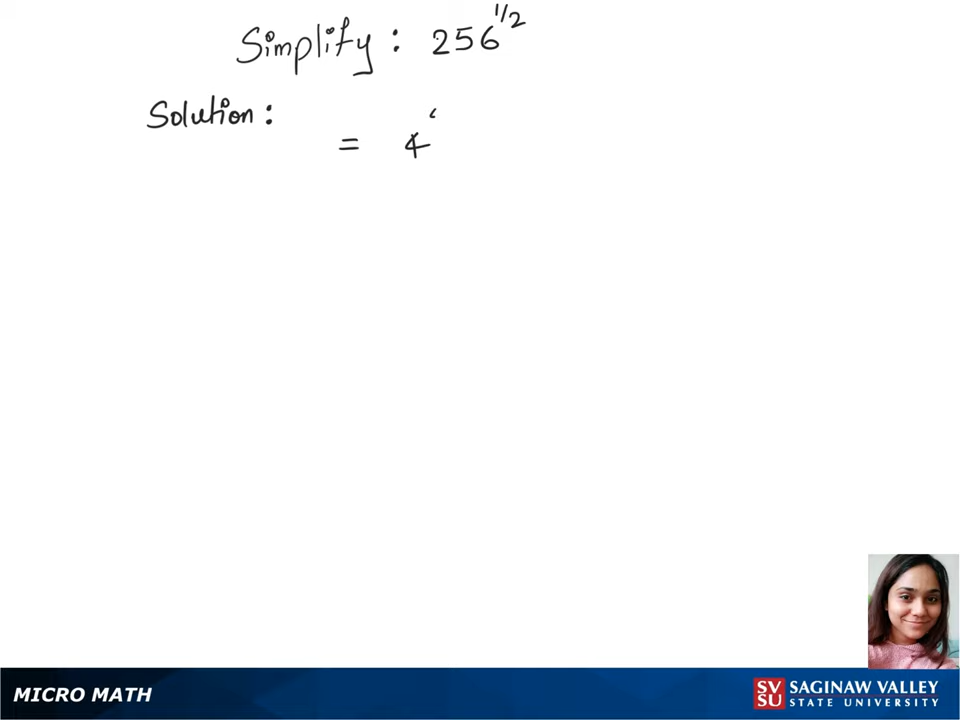 Simplify : 256^1/2
Solution :
= 4
MICRO MATH
SV SU SAGINAW VALLEY STATE UNIVERSITY